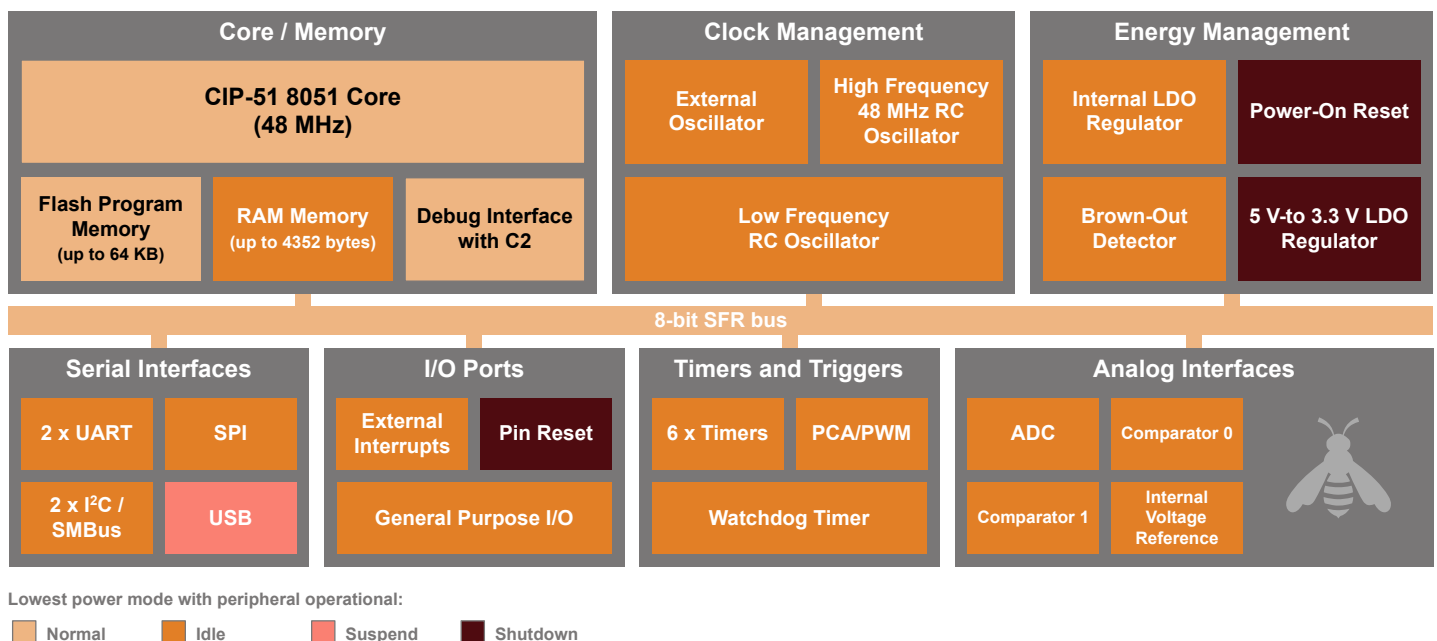 Core / Memory
CIP-51 8051 Core
(48 MHz)
Flash Program
Memory
(up to 64 KB)
RAM Memory
(up to 4352 bytes)
Debug Interface
with C2
Clock Management
External
Oscillator
High Frequency
48 MHz RC
Oscillator
Low Frequency
RC Oscillator
Energy Management
Internal LDO
Regulator
Power-On Reset
Brown-Out
Detector
5 V-to 3.3 V LDO
Regulator
8-bit SFR bus
Serial Interfaces
2 x UART
SPI
2 x I²C /
SMBus
USB
I/O Ports
External
Interrupts
Pin Reset
General Purpose I/O
Timers and Triggers
6 x Timers
PCA/PWM
Watchdog Timer
Analog Interfaces
ADC
Comparator 0
Comparator 1
Internal
Voltage
Reference
Lowest power mode with peripheral operational:
Normal
Idle
Suspend
Shutdown